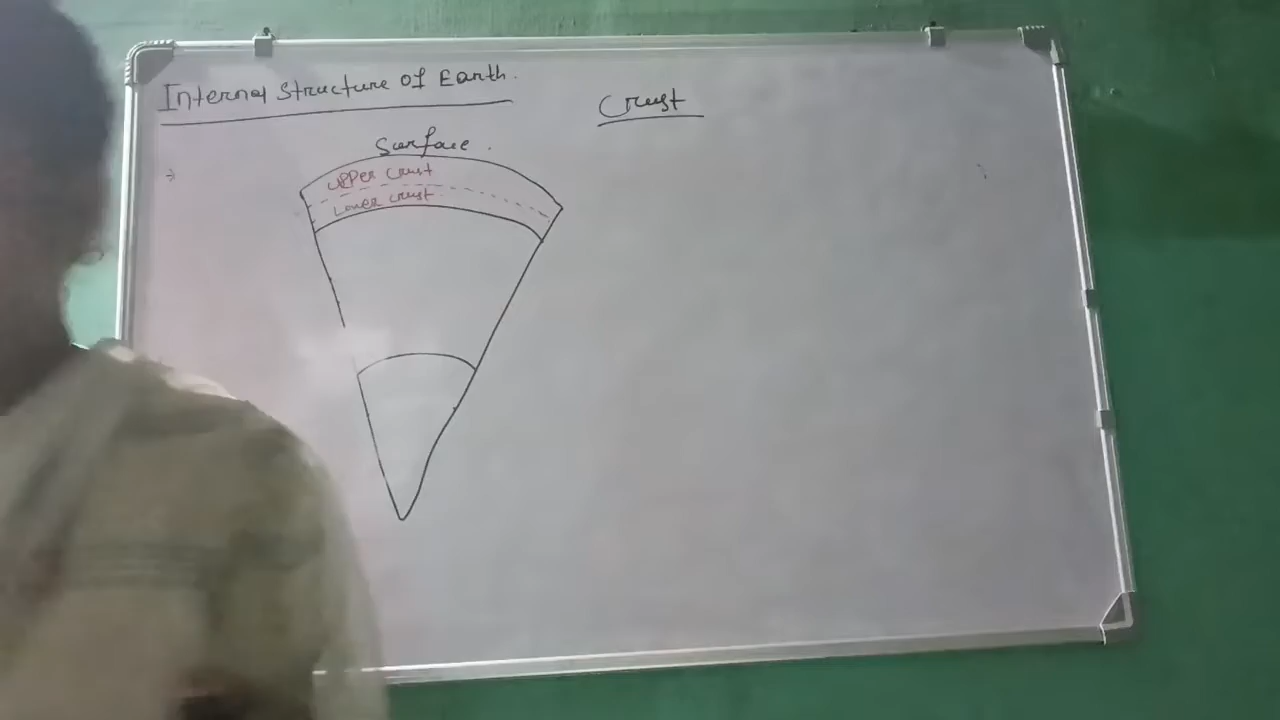 Internal Structure Of Earth.
Crust
Surface.
Upper Crust
Lower Crust